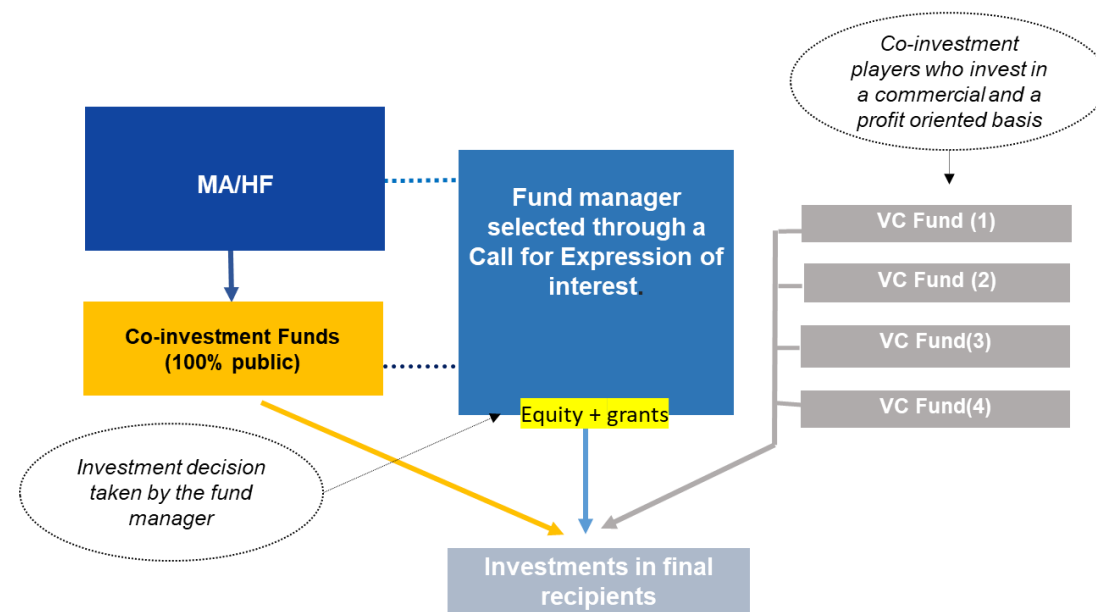 Co-investment
players who invest in
a commercial and a
profit oriented basis
MA/HF
Fund manager
selected through a
Call for Expression of
interest.
VC Fund (1)
VC Fund (2)
VC Fund(3)
VC Fund(4)
Co-investment Funds
(100% public)
Equity + grants
Investment decision
taken by the fund
manager
Investments in final
recipients